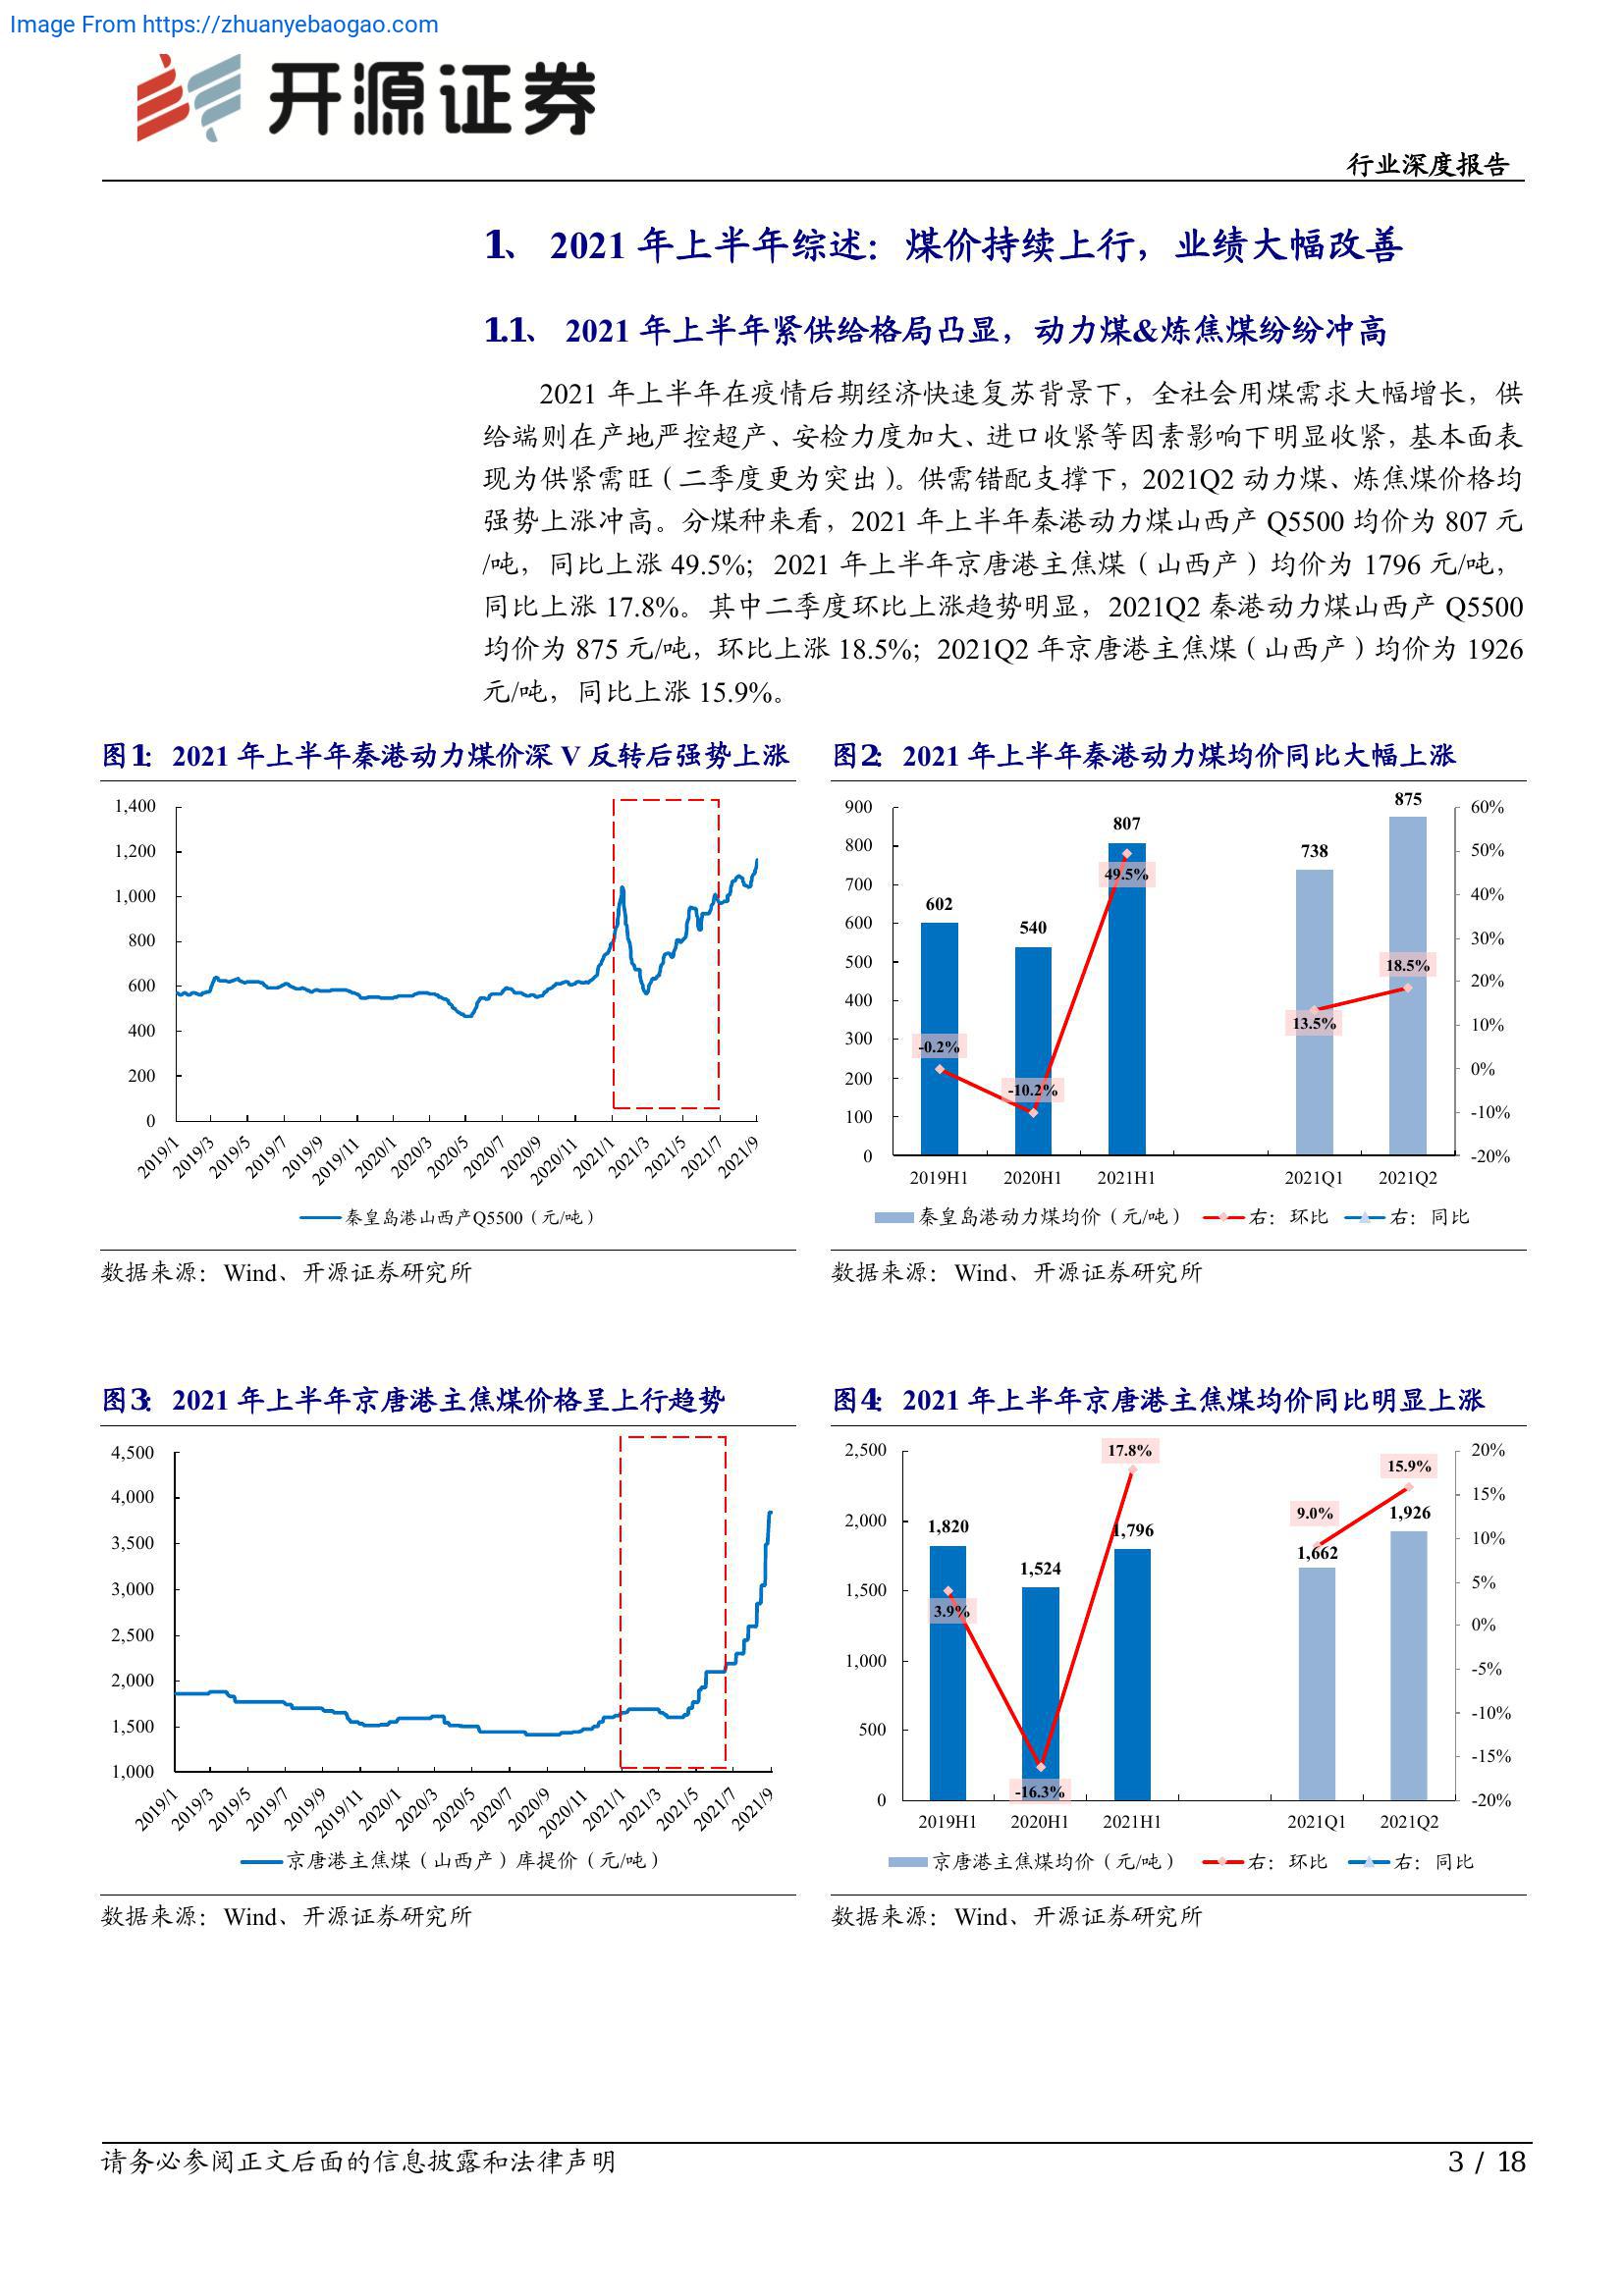 Image From https://zhuanyebaogao.com
开源证券
行业深度报告
1、 2021 年上半年综述：煤价持续上行，业绩大幅改善
1.1、 2021 年上半年紧供给格局凸显，动力煤&炼焦煤纷纷冲高
2021 年上半年在疫情后期经济快速复苏背景下，全社会用煤需求大幅增长，供
给端则在产地严控超产、安检力度加大、进口收紧等因素影响下明显收紧，基本面表
现为供紧需旺（二季度更为突出）。供需错配支撑下，2021Q2 动力煤、炼焦煤价格均
强势上涨冲高。分煤种来看，2021 年上半年秦港动力煤山西产 Q5500 均价为 807 元
/吨，同比上涨 49.5%；2021 年上半年京唐港主焦煤（山西产）均价为 1796 元/吨，
同比上涨 17.8%。其中二季度环比上涨趋势明显，2021Q2 秦港动力煤山西产 Q5500
均价为 875 元/吨，环比上涨 18.5%；2021Q2 年京唐港主焦煤（山西产）均价为 1926
元/吨，同比上涨 15.9%。
图1： 2021 年上半年秦港动力煤价深 V 反转后强势上涨
1,400
1,200
1,000
800
600
400
200
0
2019/1 2019/3 2019/5 2019/7 2019/9 2019/11 2020/1 2020/3 2020/5 2020/7 2020/9 2020/11 2021/1 2021/3 2021/5 2021/7 2021/9
秦皇岛港山西产Q5500（元/吨）
数据来源：Wind、开源证券研究所
图2： 2021 年上半年秦港动力煤均价同比大幅上涨
900
800
700
600
500
400
300
200
100
0
602
540
807
738
875
-0.2%
-10.2%
49.5%
13.5%
18.5%
60%
50%
40%
30%
20%
10%
0%
-10%
-20%
2019H1 2020H1 2021H1 2021Q1 2021Q2
秦皇岛港动力煤均价（元/吨） 右：环比 右：同比
数据来源：Wind、开源证券研究所
图3： 2021 年上半年京唐港主焦煤价格呈上行趋势
4,500
4,000
3,500
3,000
2,500
2,000
1,500
1,000
2019/1 2019/3 2019/5 2019/7 2019/9 2019/11 2020/1 2020/3 2020/5 2020/7 2020/9 2020/11 2021/1 2021/3 2021/5 2021/7 2021/9
京唐港主焦煤（山西产）库提价（元/吨）
数据来源：Wind、开源证券研究所
图4： 2021 年上半年京唐港主焦煤均价同比明显上涨
2,500
2,000
1,500
1,000
500
0
1,820
1,524
1,796
1,662
1,926
3.9%
-16.3%
17.8%
9.0%
15.9%
20%
15%
10%
5%
0%
-5%
-10%
-15%
-20%
2019H1 2020H1 2021H1 2021Q1 2021Q2
京唐港主焦煤均价（元/吨） 右：环比 右：同比
数据来源：Wind、开源证券研究所
请务必参阅正文后面的信息披露和法律声明
3 / 18